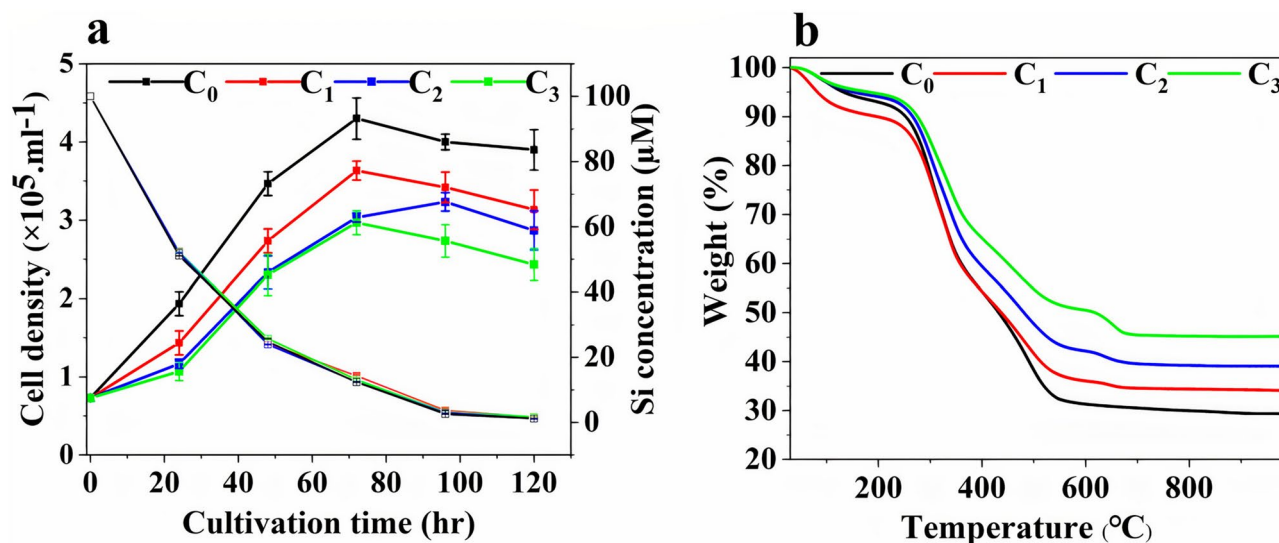 a
C₀ C₁ C₂ C₃
5
4
3
2
1
0
Cell density (×10⁵.ml⁻¹)
100
80
60
40
20
0
Si concentration (µM)
0 20 40 60 80 100 120
Cultivation time (hr)
b
C₀ C₁ C₂ C₃
100
90
80
70
60
50
40
30
20
Weight (%)
200 400 600 800
Temperature (°C)